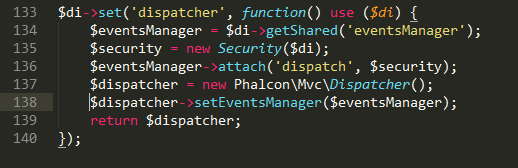 133 $di->set('dispatcher', function() use ($di) {
134 $eventsManager = $di->getShared('eventsManager');
135 $security = new Security($di);
136 $eventsManager->attach('dispatch', $security);
137 $dispatcher = new Phalcon\Mvc\Dispatcher();
138 $dispatcher->setEventsManager($eventsManager);
139 return $dispatcher;
140 });